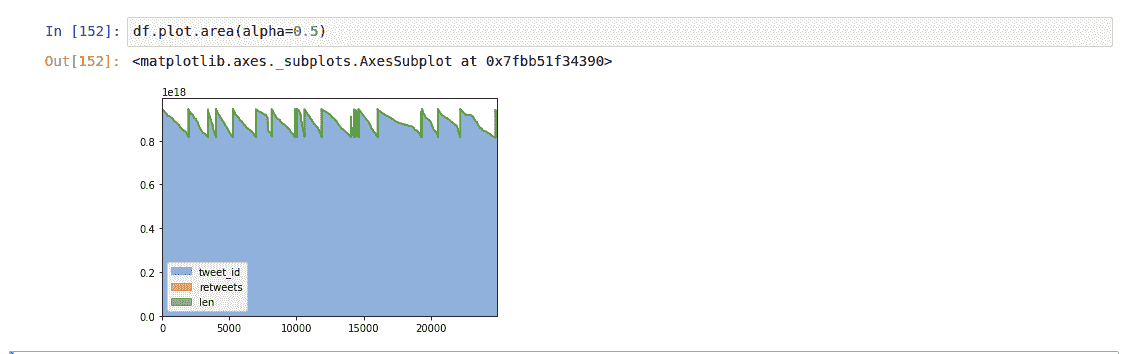 In [152]: df.plot.area(alpha=0.5)
Out[152]: <matplotlib.axes._subplots.AxesSubplot at 0x7fbb51f34390>
1e18
0.8
0.6
0.4
0.2
tweet_id
retweets
len
0.0
0 5000 10000 15000 20000